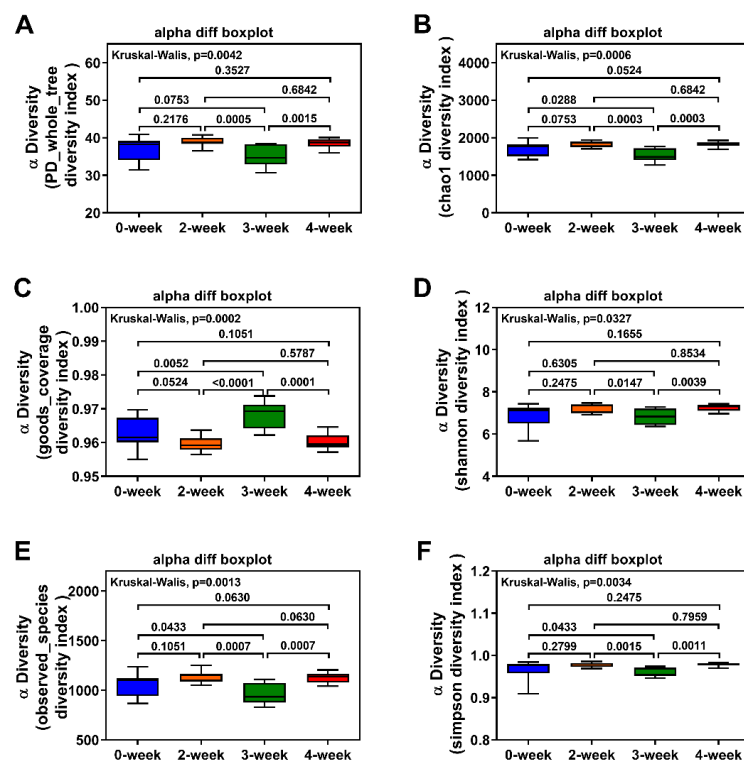 A
alpha diff boxplot
Kruskal-Walis, p=0.0042
0.3527
0.6842
0.0753
0.2176
0.0005
0.0015
α Diversity
(PD_whole_tree
diversity index )
60
50
40
30
20
0-week
2-week
3-week
4-week
B
alpha diff boxplot
Kruskal-Walis, p=0.0006
0.0524
0.6842
0.0288
0.0753
0.0003
0.0003
α Diversity
(chao1 diversity index )
4000
3000
2000
1000
0
0-week
2-week
3-week
4-week
C
alpha diff boxplot
Kruskal-Walis, p=0.0002
0.1051
0.5787
0.0052
0.0524
<0.0001
0.0001
α Diversity
(goods_coverage
diversity index )
1.00
0.99
0.98
0.97
0.96
0.95
0-week
2-week
3-week
4-week
D
alpha diff boxplot
Kruskal-Walis, p=0.0327
0.1655
0.8534
0.6305
0.2475
0.0147
0.0039
α Diversity
(shannon diversity index )
12
10
8
6
4
0-week
2-week
3-week
4-week
E
alpha diff boxplot
Kruskal-Walis, p=0.0013
0.0630
0.0630
0.0433
0.1051
0.0007
0.0007
α Diversity
(observed_species
diversity index )
2000
1500
1000
500
0-week
2-week
3-week
4-week
F
alpha diff boxplot
Kruskal-Walis, p=0.0034
0.2475
0.7959
0.0433
0.2799
0.0015
0.0011
α Diversity
(simpson diversity index )
1.2
1.1
1.0
0.9
0.8
0-week
2-week
3-week
4-week